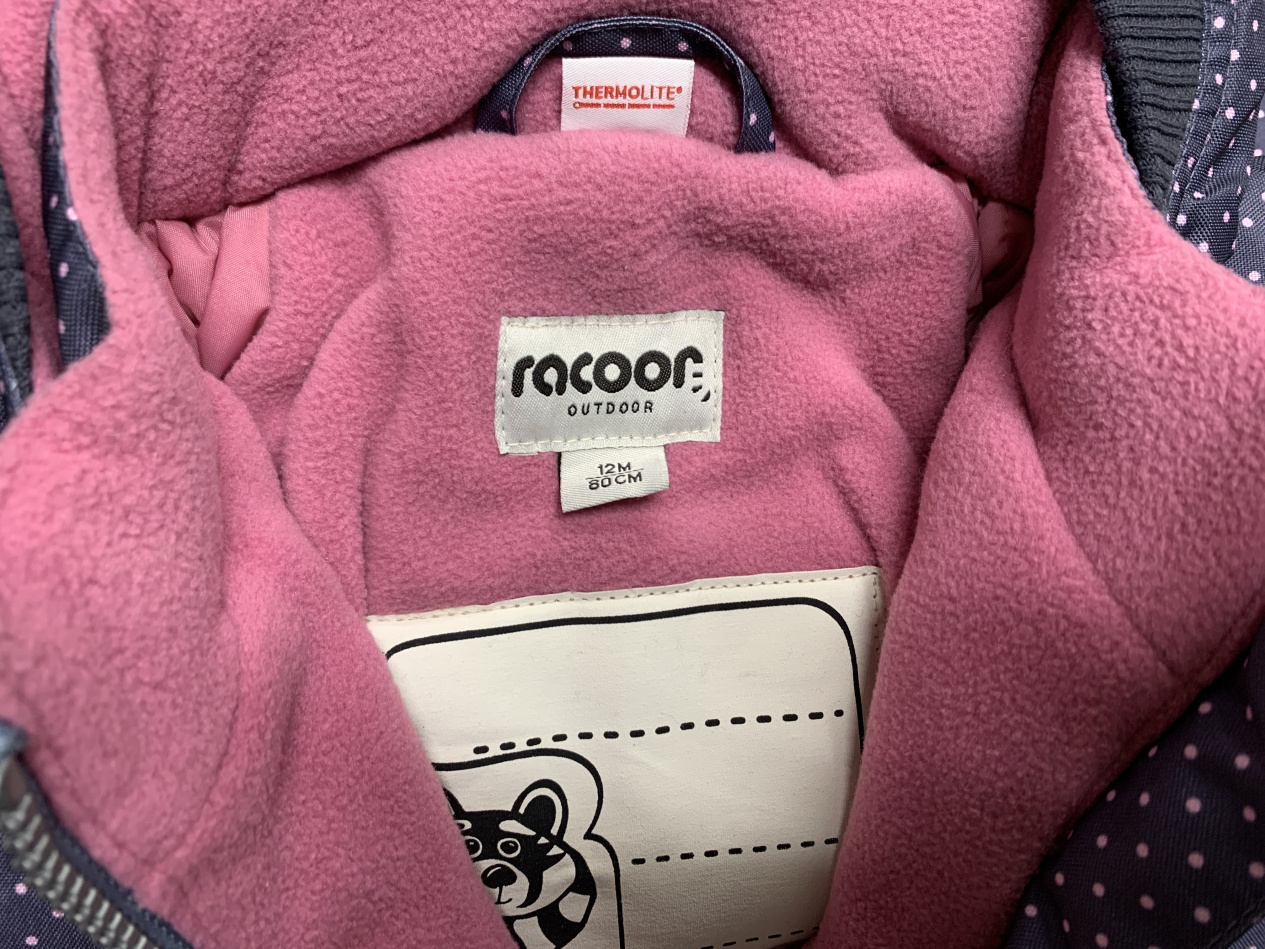 THERMOLITE®
racoon
OUTDOOR
12M
80CM